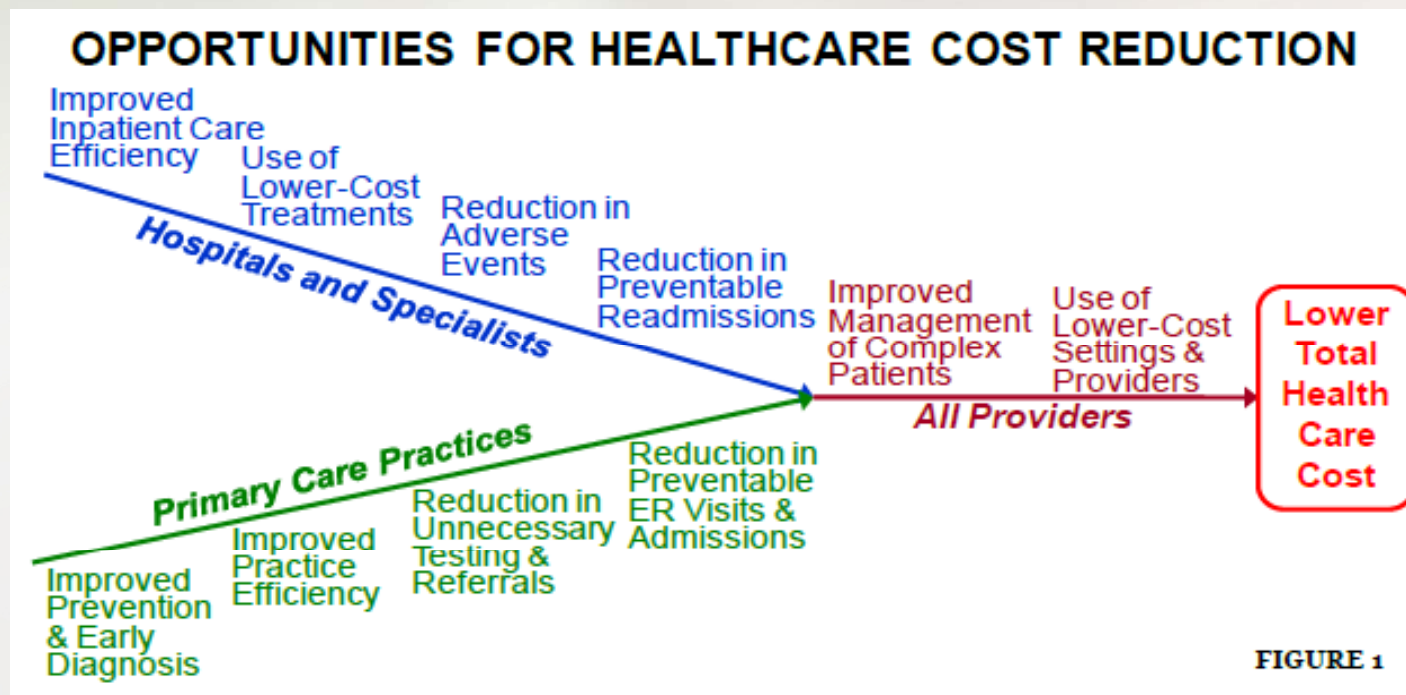 OPPORTUNITIES FOR HEALTHCARE COST REDUCTION
Improved
Inpatient Care
Efficiency
Use of
Lower-Cost
Treatments
Reduction in
Adverse
Events
Reduction in
Preventable
Readmissions
Hospitals and Specialists
Improved
Management
of Complex
Patients
Use of
Lower-Cost
Settings &
Providers
All Providers
Lower
Total
Health
Care
Cost
Primary Care Practices
Improved
Prevention
& Early
Diagnosis
Improved
Practice
Efficiency
Reduction in
Unnecessary
Testing &
Referrals
Reduction in
Preventable
ER Visits &
Admissions
FIGURE 1